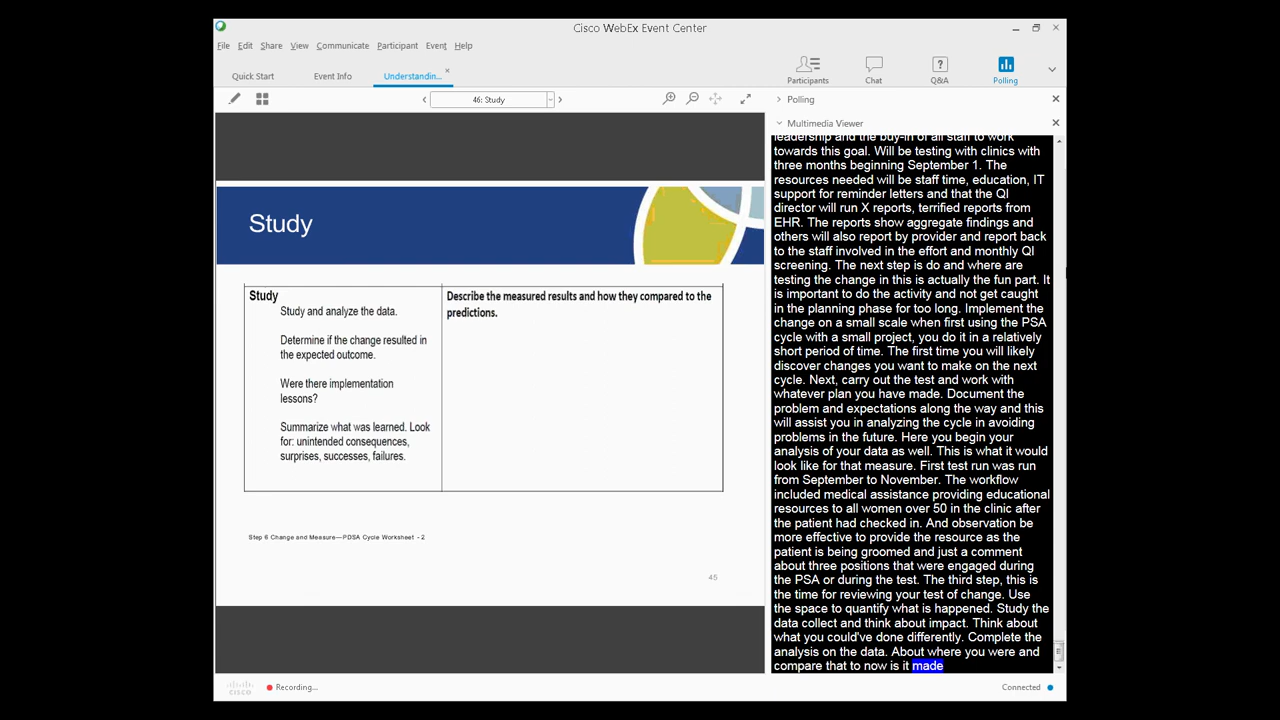 Cisco WebEx Event Center
File Edit Share View Communicate Participant Event Help
Participants Chat Q&A Polling
Quick Start Event Info Understandin...
46: Study
Study
Study
Study and analyze the data.
Determine if the change resulted in
the expected outcome.
Were there implementation
lessons?
Summarize what was learned. Look
for: unintended consequences,
surprises, successes, failures.
Describe the measured results and how they compared to the
predictions.
Step 6 Change and Measure—PDSA Cycle Worksheet - 2
45
Polling
Multimedia Viewer
leadership and the buy-in of all staff to work
towards this goal. Will be testing with clinics with
three months beginning September 1. The
resources needed will be staff time, education, IT
support for reminder letters and that the QI
director will run X reports, terrified reports from
EHR. The reports show aggregate findings and
others will also report by provider and report back
to the staff involved in the effort and monthly QI
screening. The next step is do and where are
testing the change in this is actually the fun part. It
is important to do the activity and not get caught
in the planning phase for too long. Implement the
change on a small scale when first using the PSA
cycle with a small project, you do it in a relatively
short period of time. The first time you will likely
discover changes you want to make on the next
cycle. Next, carry out the test and work with
whatever plan you have made. Document the
problem and expectations along the way and this
will assist you in analyzing the cycle in avoiding
problems in the future. Here you begin your
analysis of your data as well. This is what it would
look like for that measure. First test run was run
from September to November. The workflow
included medical assistance providing educational
resources to all women over 50 in the clinic after
the patient had checked in. And observation be
more effective to provide the resource as the
patient is being groomed and just a comment
about three positions that were engaged during
the PSA or during the test. The third step, this is
the time for reviewing your test of change. Use
the space to quantify what is happened. Study the
data collect and think about impact. Think about
what you could've done differently. Complete the
analysis on the data. About where you were and
compare that to now is it made
cisco
Recording...
Connected